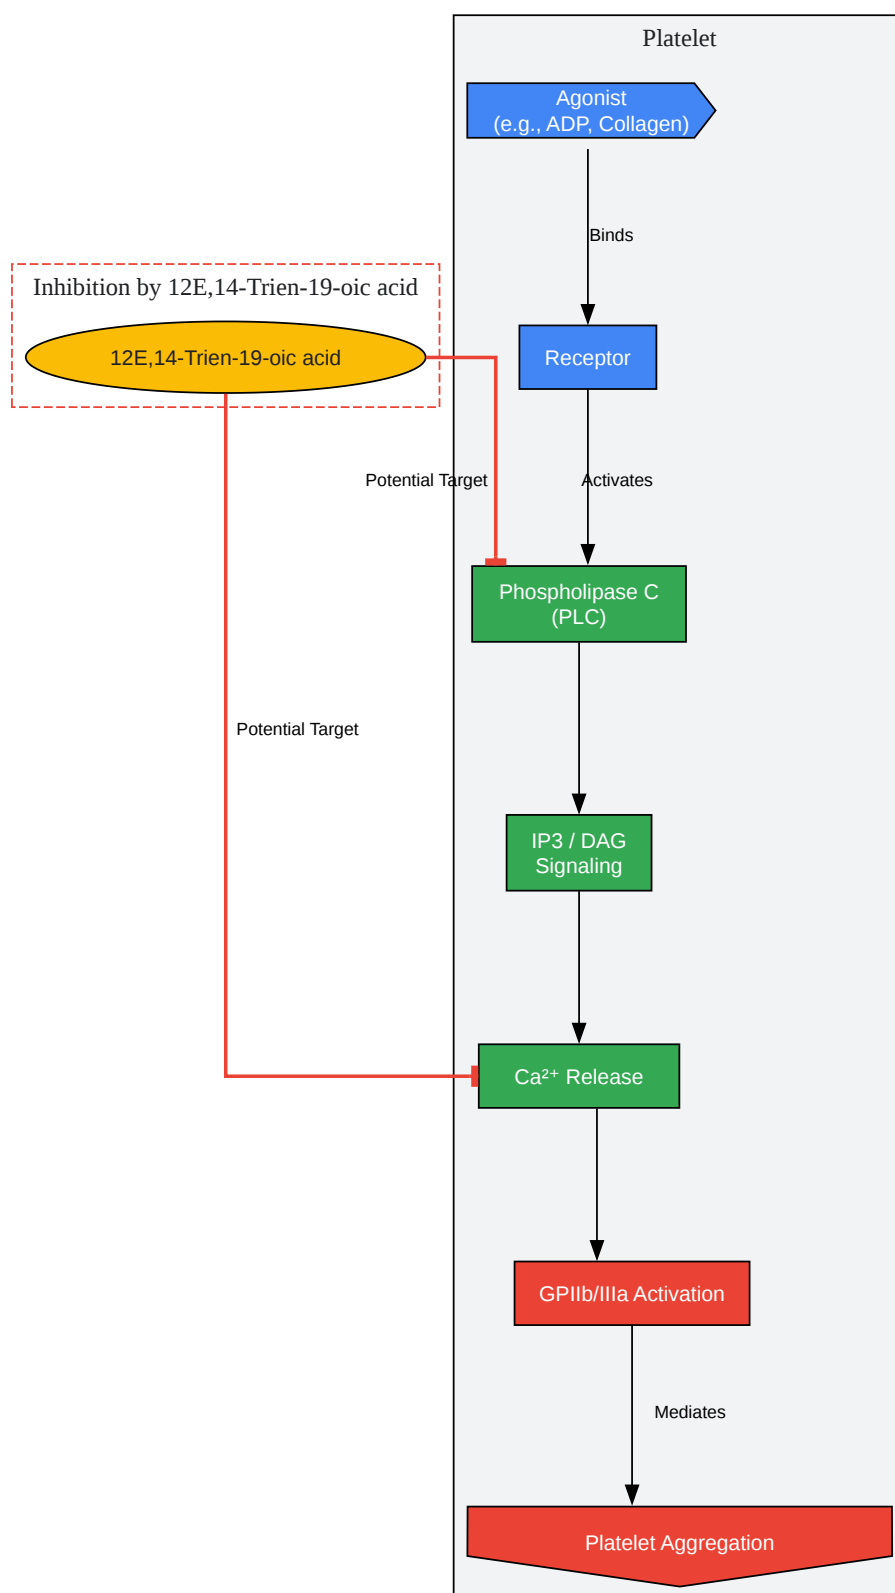 Platelet
Agonist
(e.g., ADP, Collagen)
Binds
Inhibition by 12E,14-Trien-19-oic acid
12E,14-Trien-19-oic acid
Receptor
Potential Target
Activates
Phospholipase C
(PLC)
Potential Target
IP3 / DAG
Signaling
Ca²⁺ Release
GPIIb/IIIa Activation
Mediates
Platelet Aggregation